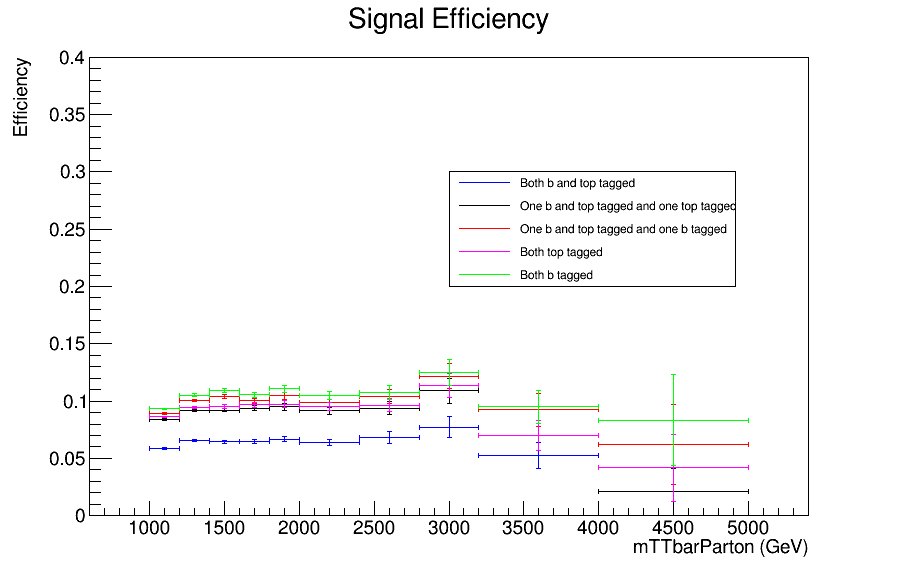 Signal Efficiency
Efficiency
0.4
0.35
0.3
0.25
0.2
0.15
0.1
0.05
0
Both b and top tagged
One b and top tagged and one top tagged
One b and top tagged and one b tagged
Both top tagged
Both b tagged
1000 1500 2000 2500 3000 3500 4000 4500 5000
mTTbarParton (GeV)